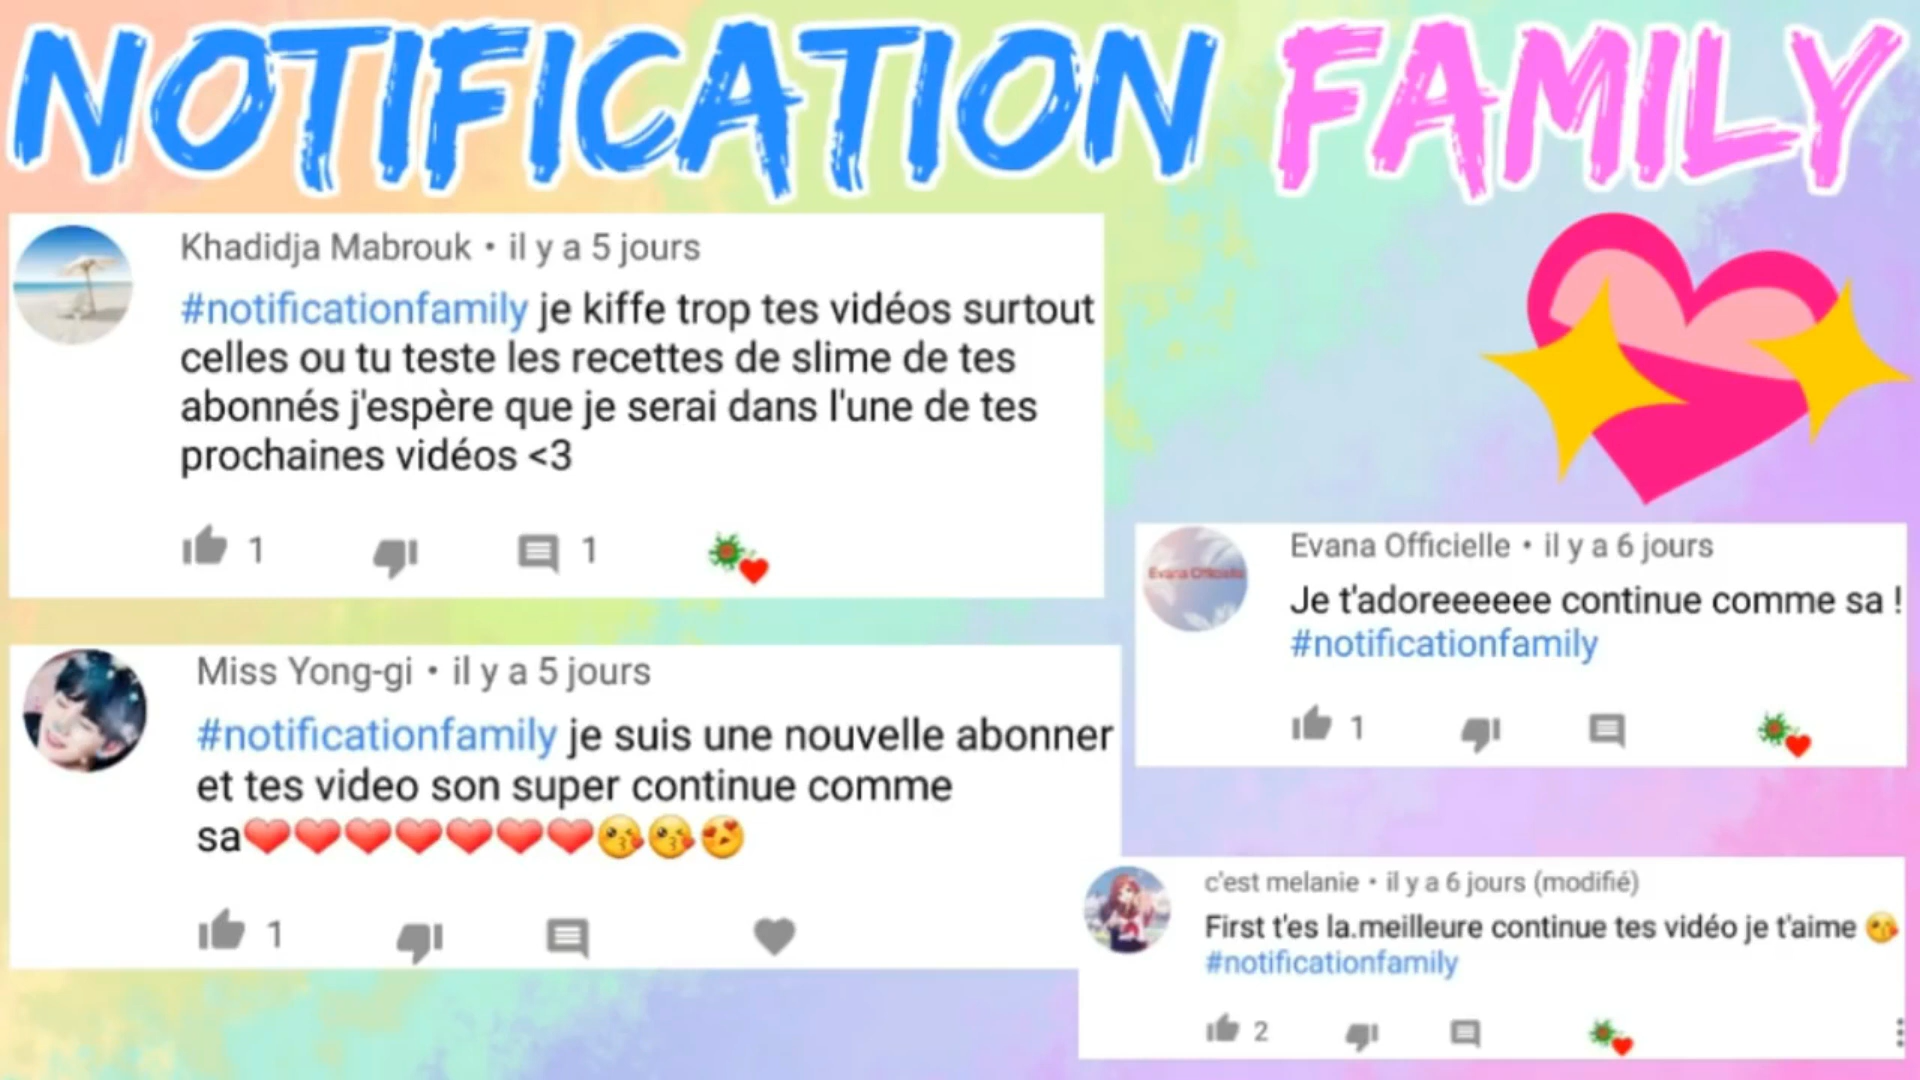 NOTIFICATION FAMILY
Khadidja Mabrouk • il y a 5 jours
#notificationfamily je kiffe trop tes vidéos surtout
celles ou tu teste les recettes de slime de tes
abonnés j'espère que je serai dans l'une de tes
prochaines vidéos <3
1 1
Miss Yong-gi • il y a 5 jours
#notificationfamily je suis une nouvelle abonner
et tes video son super continue comme
sa❤❤❤❤❤❤❤😘😘😍
1
Evana Officielle
Evana Officielle • il y a 6 jours
Je t'adoreeeeee continue comme sa !
#notificationfamily
1
c'est melanie • il y a 6 jours (modifié)
First t'es la.meilleure continue tes vidéo je t'aime 😘
#notificationfamily
2